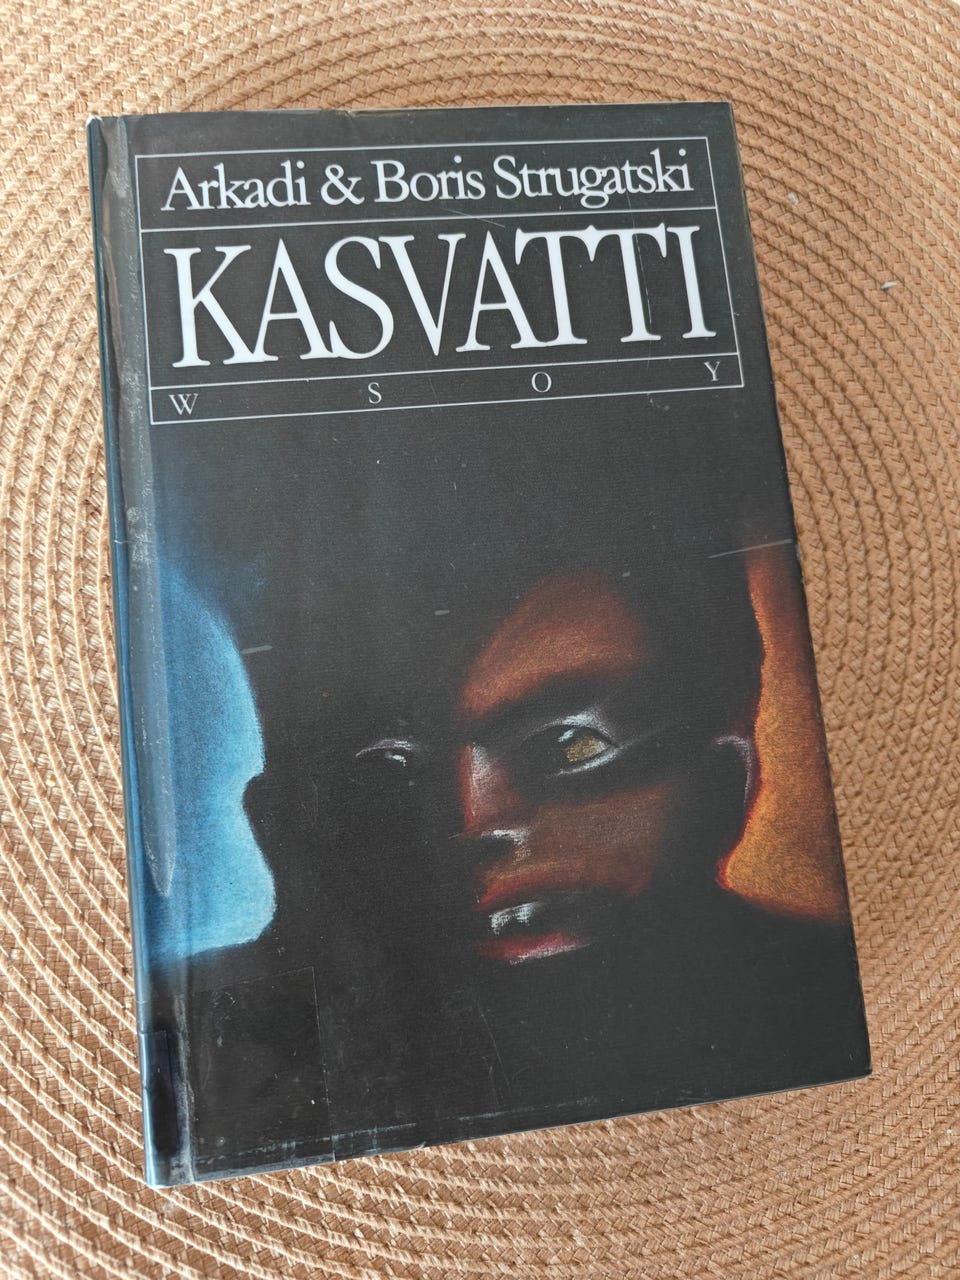 Arkadi & Boris Strugatski
KASVATTI
W S O Y